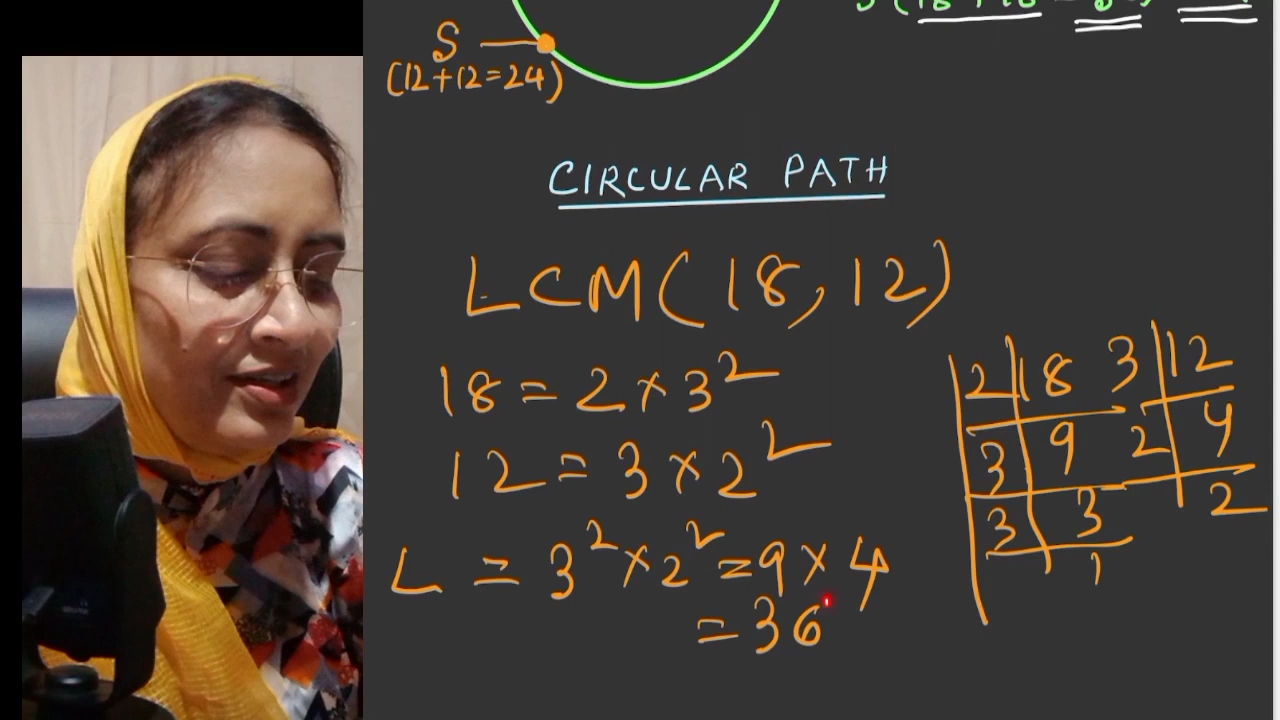 S
(12+12=24)
CIRCULAR PATH
LCM(18,12)
18=2×3²
12=3×2²
L=3²×2²=9×4
=36
2 18 3 12
3 9 2 4
3 3 2
1